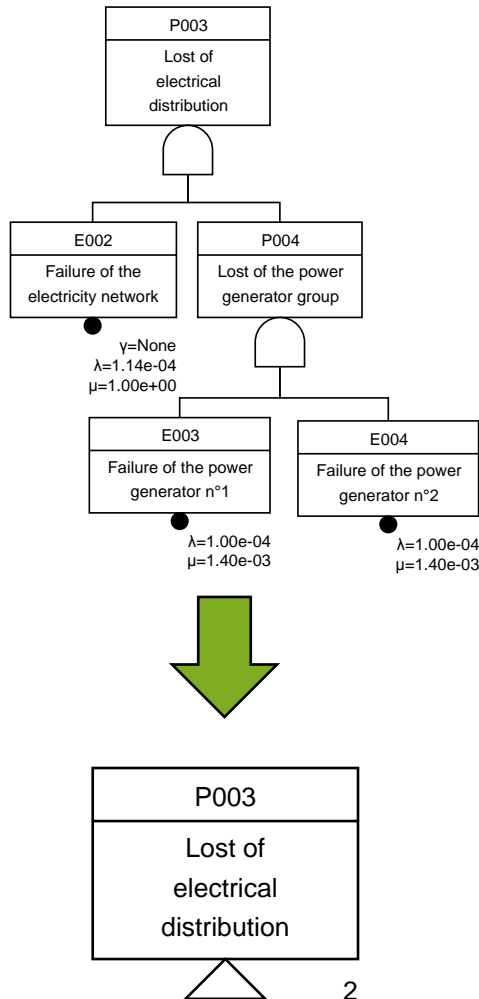 P003
Lost of
electrical
distribution
E002
Failure of the
electricity network
γ=None
λ=1.14e-04
μ=1.00e+00
P004
Lost of the power
generator group
E003
Failure of the power
generator n°1
λ=1.00e-04
μ=1.40e-03
E004
Failure of the power
generator n°2
λ=1.00e-04
μ=1.40e-03
P003
Lost of
electrical
distribution
2